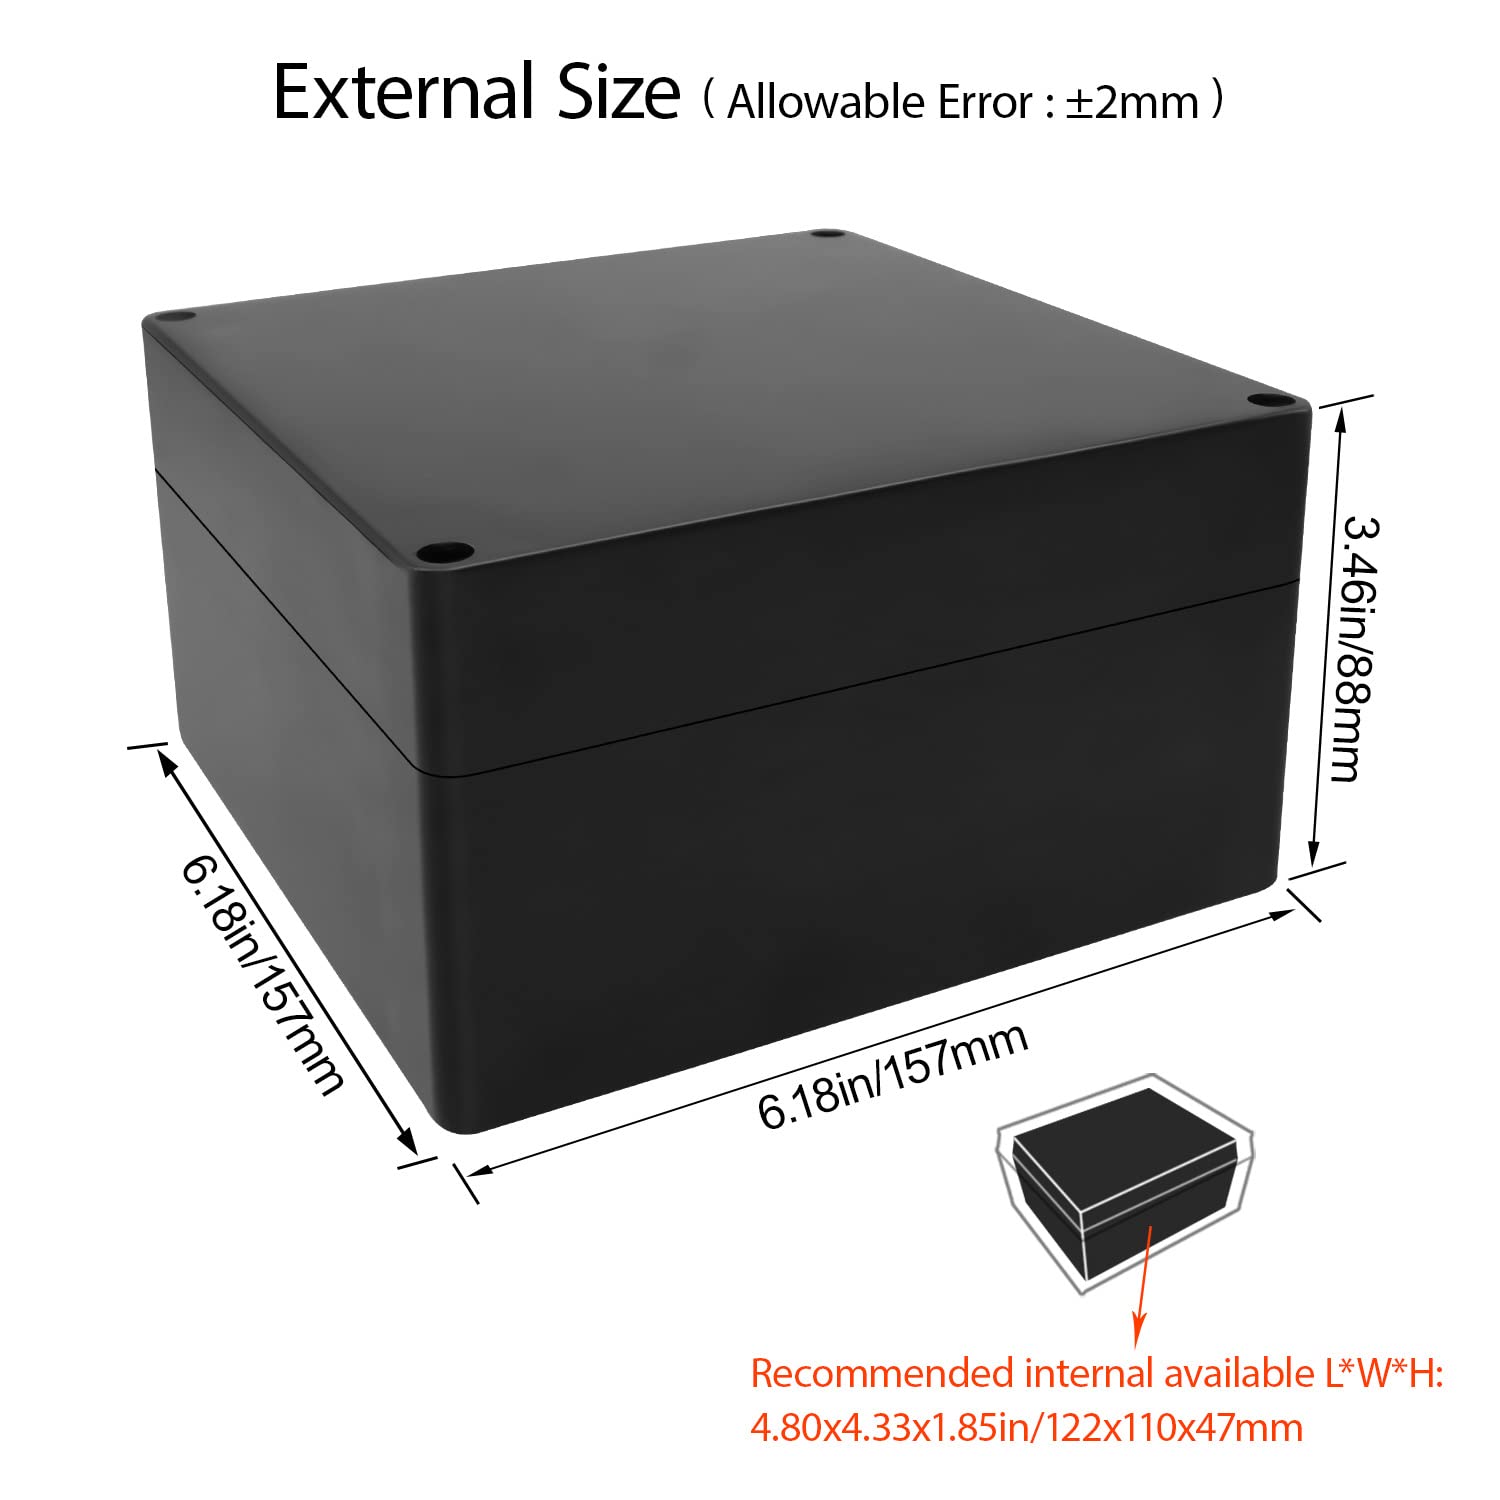 External Size ( Allowable Error : ±2mm )
3.46in/88mm
6.18in/157mm
6.18in/157mm
Recommended internal available L*W*H:
4.80x4.33x1.85in/122x110x47mm